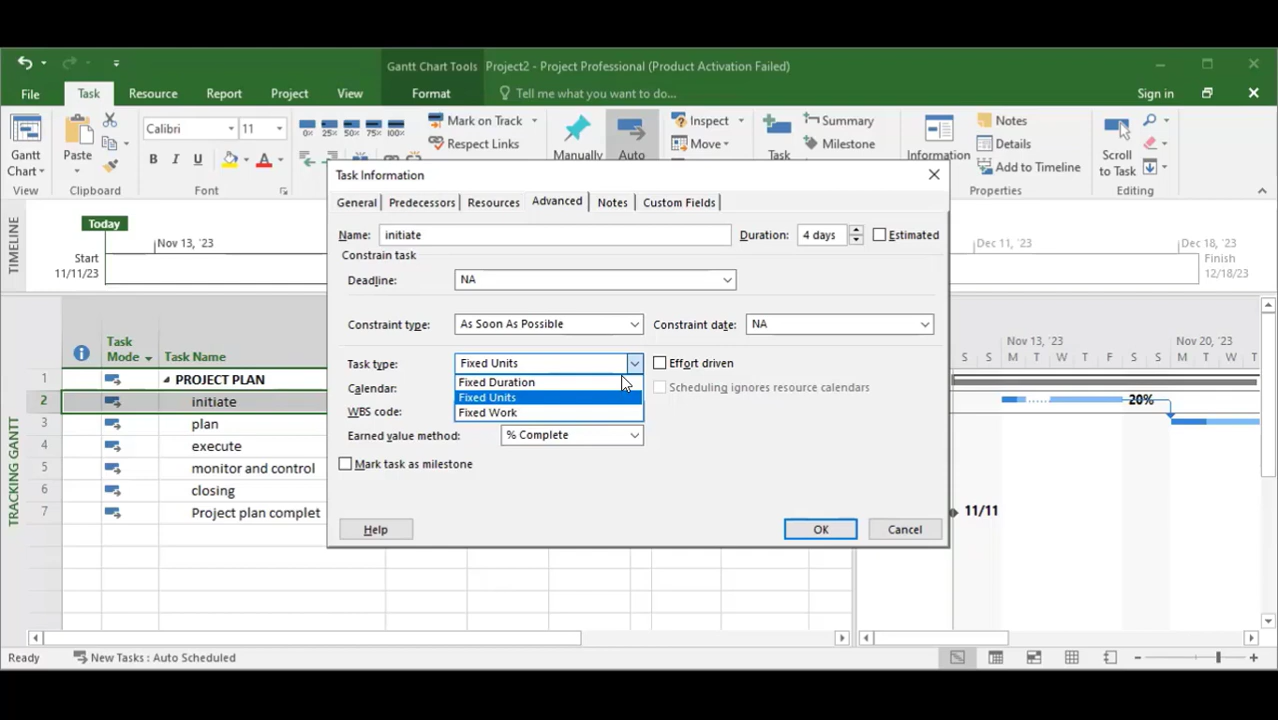 Gantt Chart Tools
Project2 - Project Professional (Product Activation Failed)
File
Task
Resource
Report
Project
View
Format
Tell me what you want to do...
Sign in
Gantt
Chart
View
Paste
Clipboard
Calibri
11
B I U
A
Font
0% 25% 50% 75% 100%
Mark on Track
Respect Links
Manually
Auto
Inspect
Move
Task
Summary
Milestone
Information
Notes
Details
Add to Timeline
Properties
Scroll
to Task
Editing
TIMELINE
Today
Nov 13, '23
Start
11/11/23
Dec 11, '23
Dec 18, '23
Finish
12/18/23
Task Information
General
Predecessors
Resources
Advanced
Notes
Custom Fields
Name: initiate
Duration: 4 days
Estimated
Constrain task
Deadline: NA
Constraint type: As Soon As Possible
Constraint date: NA
Task type: Fixed Units
Effort driven
Fixed Duration
Fixed Units
Fixed Work
Calendar:
Scheduling ignores resource calendars
WBS code:
Earned value method: % Complete
Mark task as milestone
Help
OK
Cancel
TRACKING GANTT
Task
Mode
Task Name
1 PROJECT PLAN
2 initiate
3 plan
4 execute
5 monitor and control
6 closing
7 Project plan complet
Nov 13, '23
Nov 20, '23
S S M T W T F S S M T W T
20%
11/11
Ready
New Tasks : Auto Scheduled